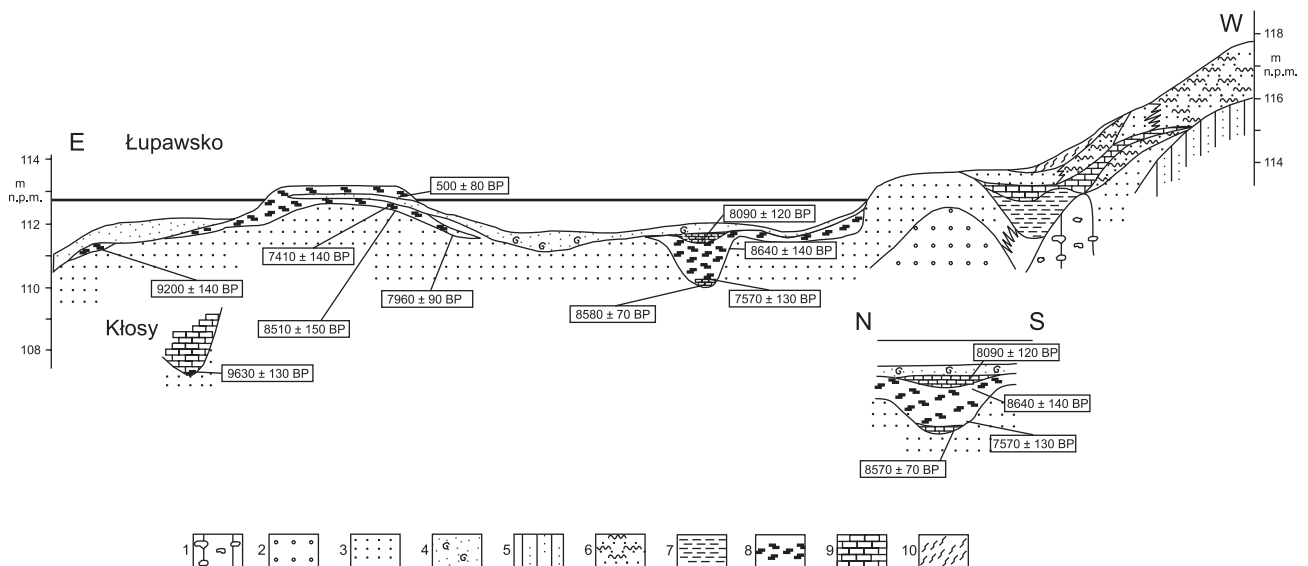 W
118
m
n.p.m.
116
114
E Łupawsko
114
m
n.p.m.
112
110
108
500 ± 80 BP
8090 ± 120 BP
7410 ± 140 BP
8640 ± 140 BP
9200 ± 140 BP
7960 ± 90 BP
7570 ± 130 BP
8580 ± 70 BP
8510 ± 150 BP
Kłosy
9630 ± 130 BP
N S
8090 ± 120 BP
8640 ± 140 BP
7570 ± 130 BP
8570 ± 70 BP
1 2 3 4 5 6 7 8 9 10